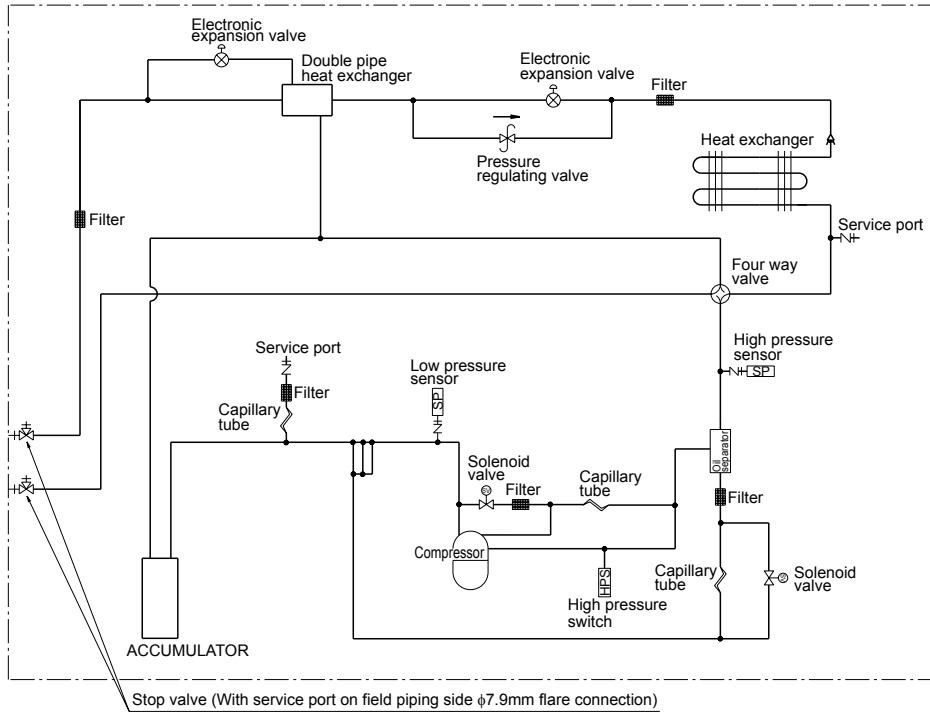 Electronic
expansion valve
Double pipe
heat exchanger
Electronic
expansion valve
Filter
Heat exchanger
Pressure
regulating valve
Filter
Service port
Four way
valve
High pressure
sensor
SP
Service port
Filter
Capillary
tube
Low pressure
sensor
SP
Solenoid
valve
SV
Filter
Capillary
tube
Oil
separator
Filter
Compressor
HPS
High pressure
switch
Capillary
tube
SV
Solenoid
valve
ACCUMULATOR
Stop valve (With service port on field piping side ϕ7.9mm flare connection)